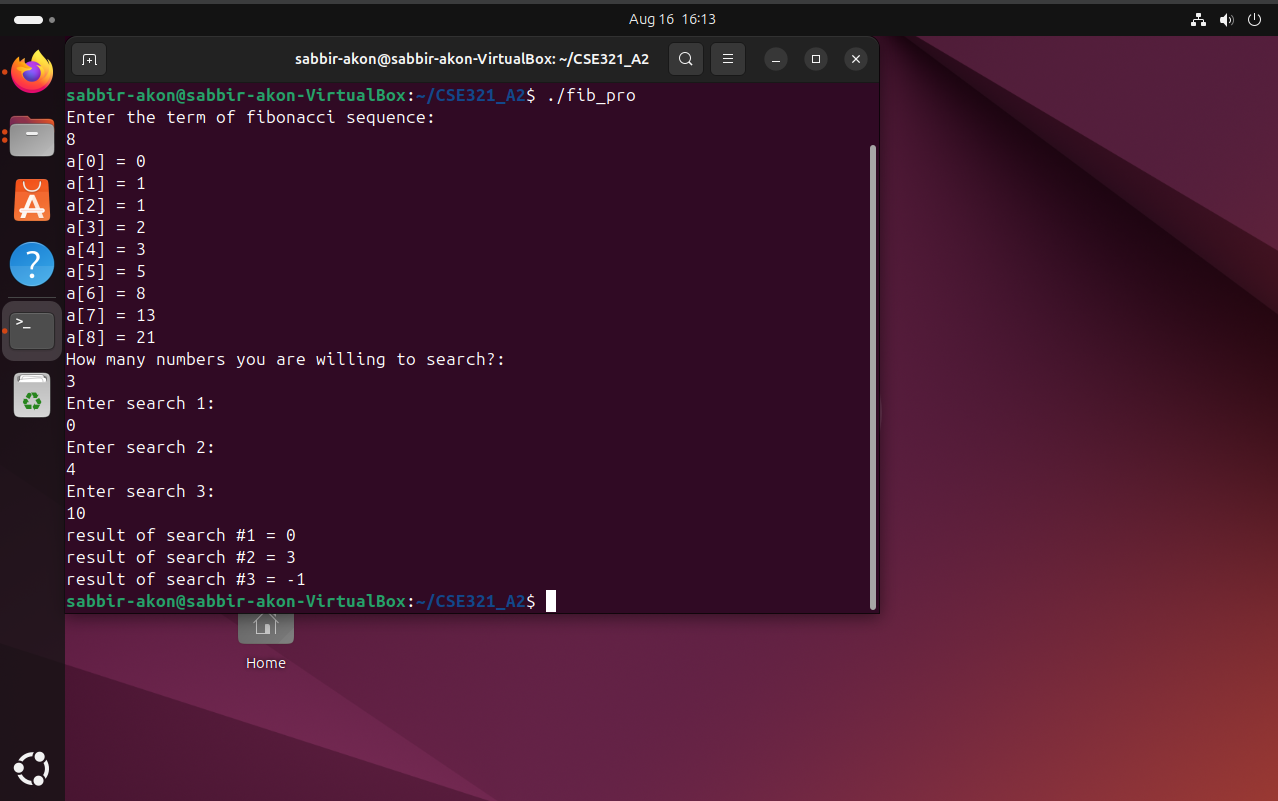 Aug 16 16:13
sabbir-akon@sabbir-akon-VirtualBox: ~/CSE321_A2
sabbir-akon@sabbir-akon-VirtualBox:~/CSE321_A2$ ./fib_pro
Enter the term of fibonacci sequence:
8
a[0] = 0
a[1] = 1
a[2] = 1
a[3] = 2
a[4] = 3
a[5] = 5
a[6] = 8
a[7] = 13
a[8] = 21
How many numbers you are willing to search?:
3
Enter search 1:
0
Enter search 2:
4
Enter search 3:
10
result of search #1 = 0
result of search #2 = 3
result of search #3 = -1
sabbir-akon@sabbir-akon-VirtualBox:~/CSE321_A2$
Home